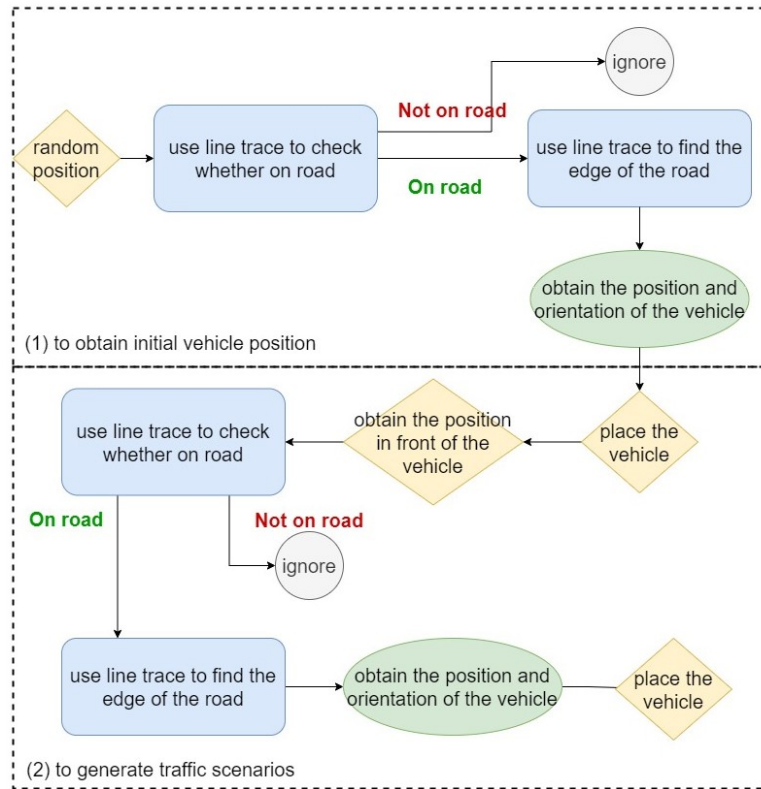 ignore
Not on road
random
position
use line trace to check
whether on road
use line trace to find the
edge of the road
On road
obtain the position and
orientation of the vehicle
(1) to obtain initial vehicle position
use line trace to check
whether on road
obtain the position
in front of the
vehicle
place the
vehicle
On road
Not on road
ignore
use line trace to find the
edge of the road
obtain the position and
orientation of the vehicle
place the
vehicle
(2) to generate traffic scenarios